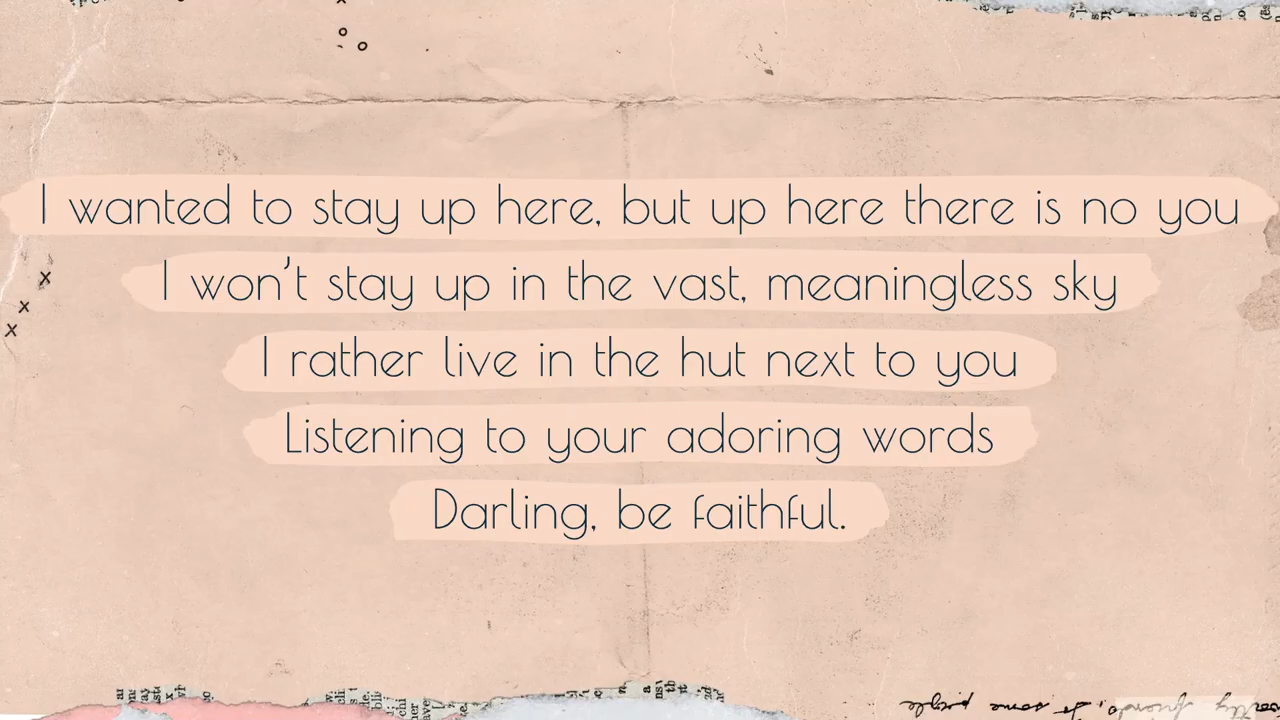 I wanted to stay up here, but up here there is no you
I won't stay up in the vast, meaningless sky
I rather live in the hut next to you
Listening to your adoring words
Darling, be faithful.